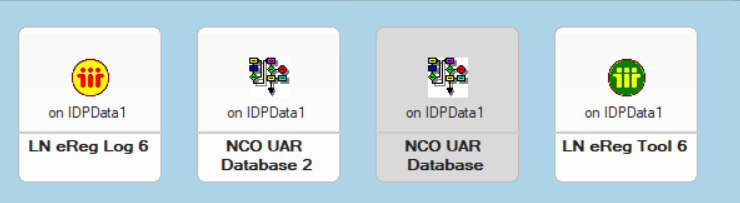 on IDPData1
LN eReg Log 6
on IDPData1
NCO UAR
Database 2
on IDPData1
NCO UAR
Database
on IDPData1
LN eReg Tool 6